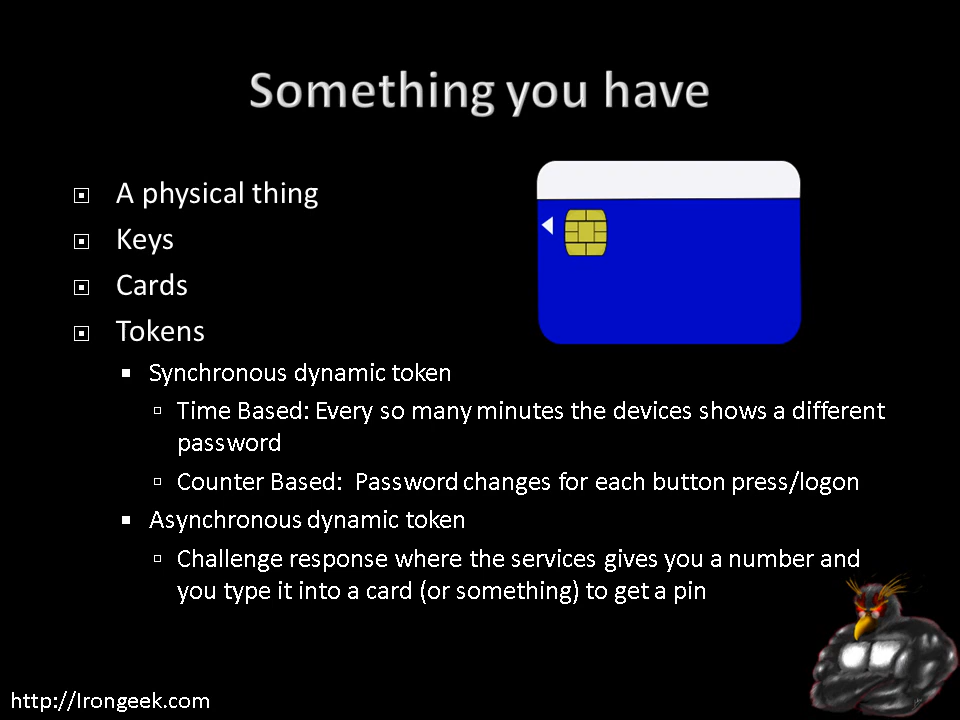 Something you have
A physical thing
Keys
Cards
Tokens
Synchronous dynamic token
Time Based: Every so many minutes the devices shows a different
password
Counter Based:  Password changes for each button press/logon
Asynchronous dynamic token
Challenge response where the services gives you a number and
you type it into a card (or something) to get a pin
http://Irongeek.com